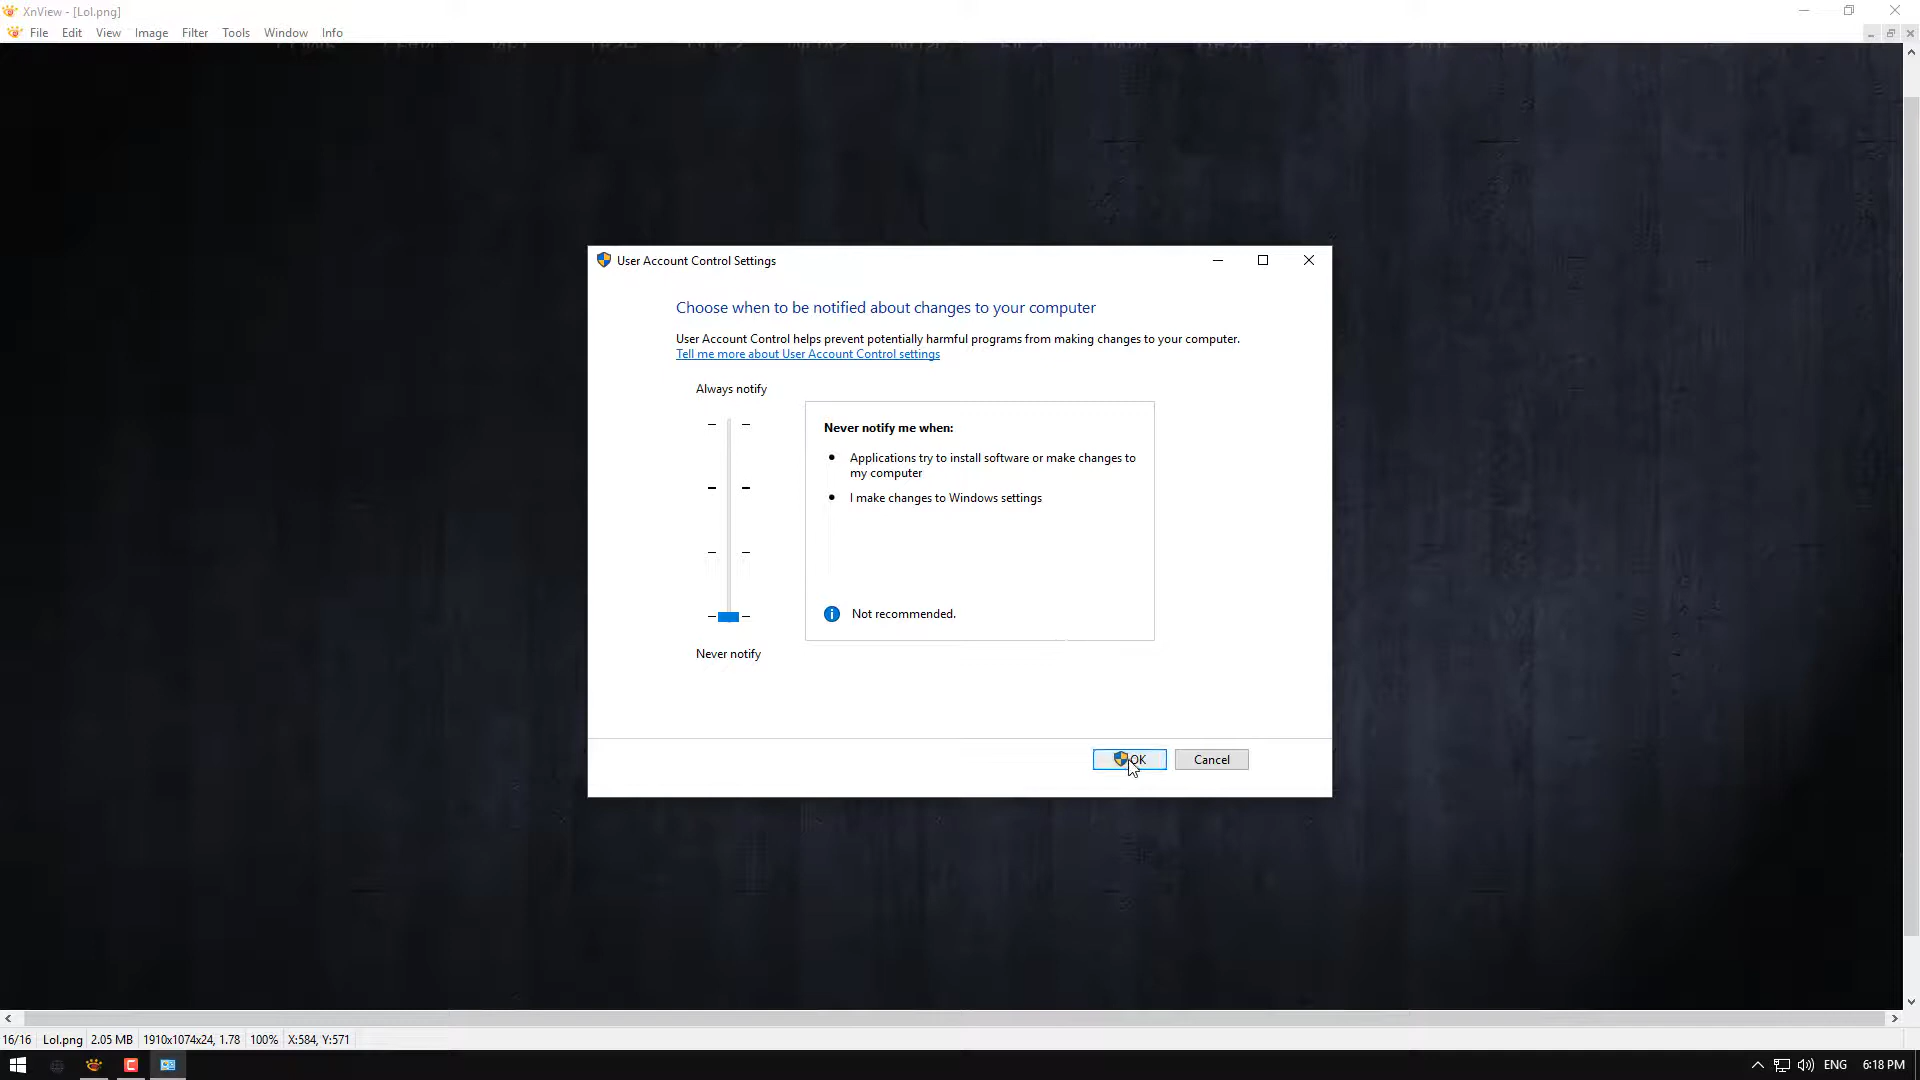 XnView - [Lol.png]
File Edit View Image Filter Tools Window Info
User Account Control Settings
Choose when to be notified about changes to your computer
User Account Control helps prevent potentially harmful programs from making changes to your computer.
Tell me more about User Account Control settings
Always notify
Never notify me when:
• Applications try to install software or make changes to
my computer
• I make changes to Windows settings
Not recommended.
Never notify
OK Cancel
16/16 Lol.png 2.05 MB 1910x1074x24, 1.78 100% X:584, Y:571
ENG 6:18 PM